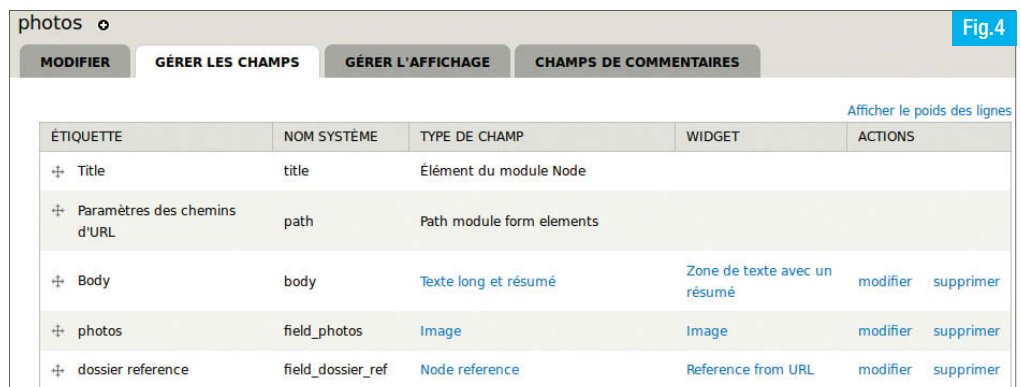 photos
Fig.4
MODIFIER GÉRER LES CHAMPS GÉRER L'AFFICHAGE CHAMPS DE COMMENTAIRES
Afficher le poids des lignes
ÉTIQUETTE NOM SYSTÈME TYPE DE CHAMP WIDGET ACTIONS
Title title Élément du module Node
Paramètres des chemins d'URL path Path module form elements
Body body Texte long et résumé Zone de texte avec un résumé modifier supprimer
photos field_photos Image Image modifier supprimer
dossier reference field_dossier_ref Node reference Reference from URL modifier supprimer